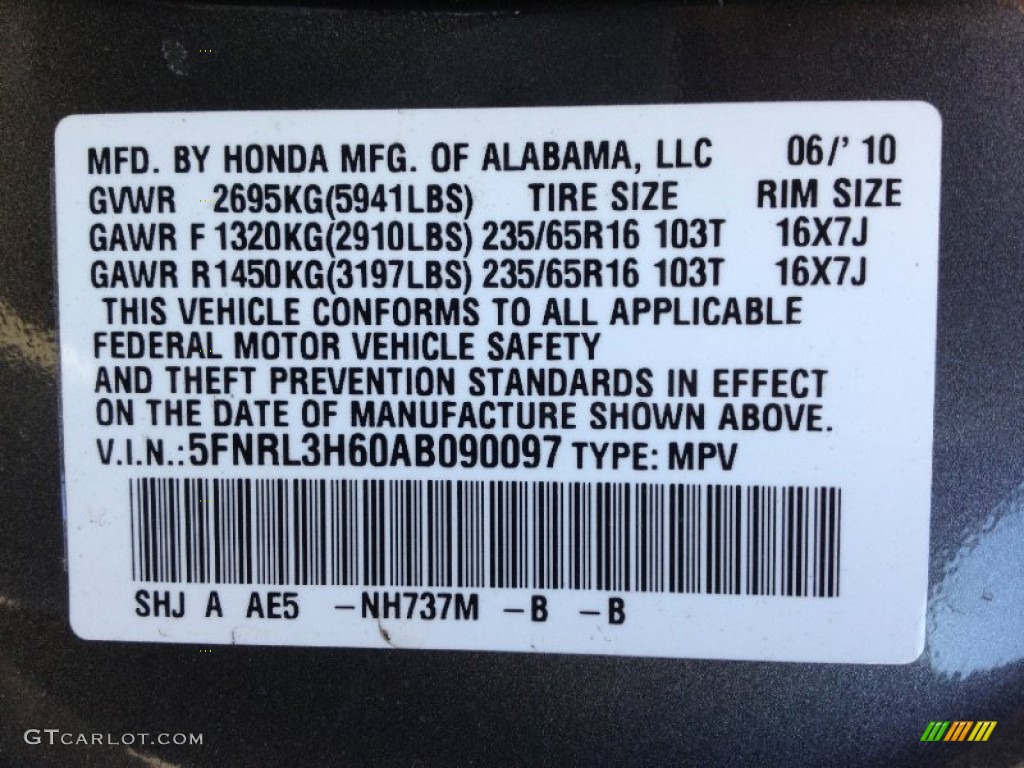 MFD. BY HONDA MFG. OF ALABAMA, LLC 06/' 10
GVWR 2695KG(5941LBS) TIRE SIZE RIM SIZE
GAWR F 1320KG(2910LBS) 235/65R16 103T 16X7J
GAWR R1450KG(3197LBS) 235/65R16 103T 16X7J
THIS VEHICLE CONFORMS TO ALL APPLICABLE
FEDERAL MOTOR VEHICLE SAFETY
AND THEFT PREVENTION STANDARDS IN EFFECT
ON THE DATE OF MANUFACTURE SHOWN ABOVE.
V.I.N.: 5FNRL3H60AB090097 TYPE: MPV
SHJ A AE5 -NH737M -B -B
GTCARLOT.COM